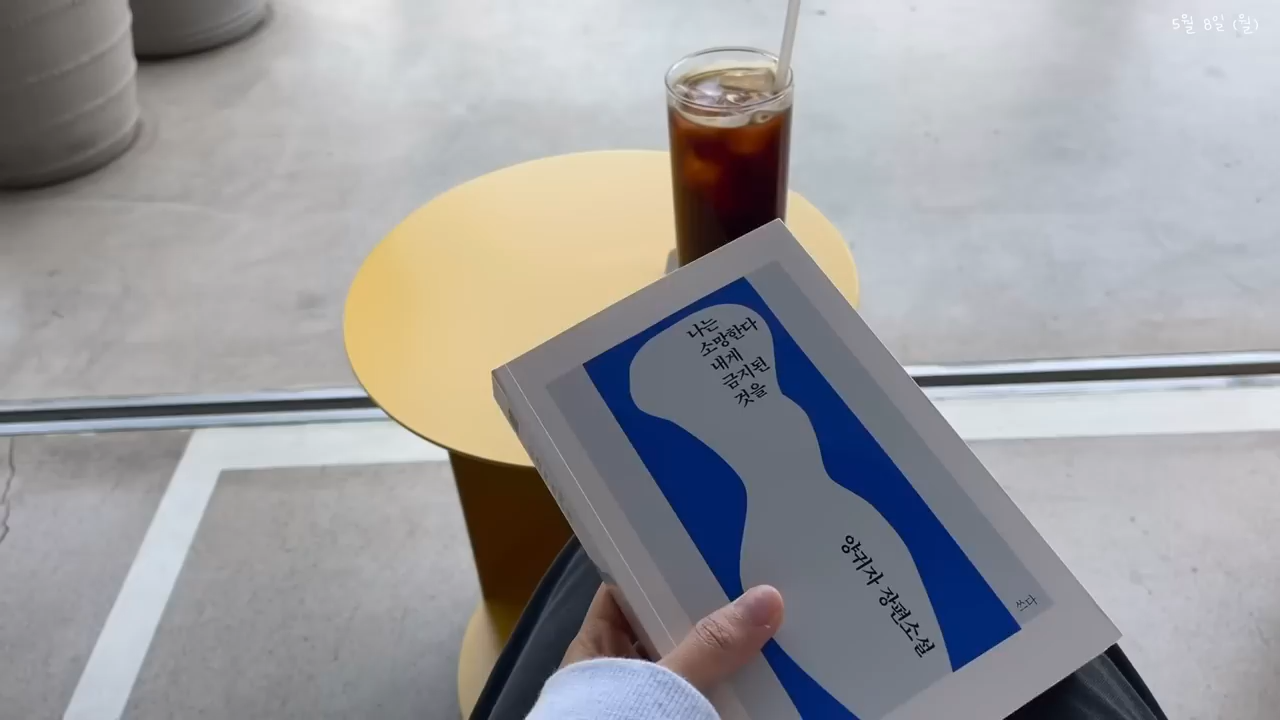 5월 8일 (월)
나는
소망한다
내게
금지된
것을
양귀자 장편소설
쓰다